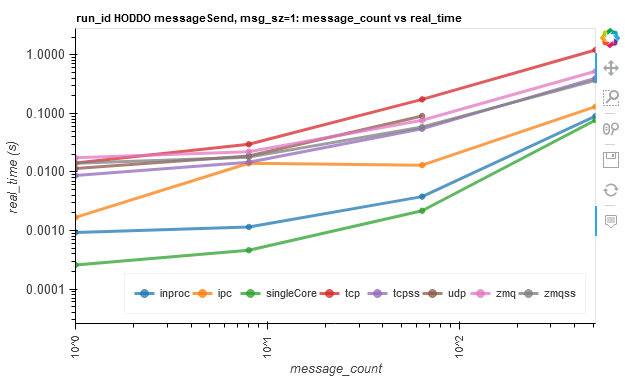 run_id HODDO messageSend, msg_sz=1: message_count vs real_time
1.0000
0.1000
0.0100
0.0010
0.0001
real_time (s)
inproc ipc singleCore tcp tcpss udp zmq zmqss
10^0 10^1 10^2
message_count